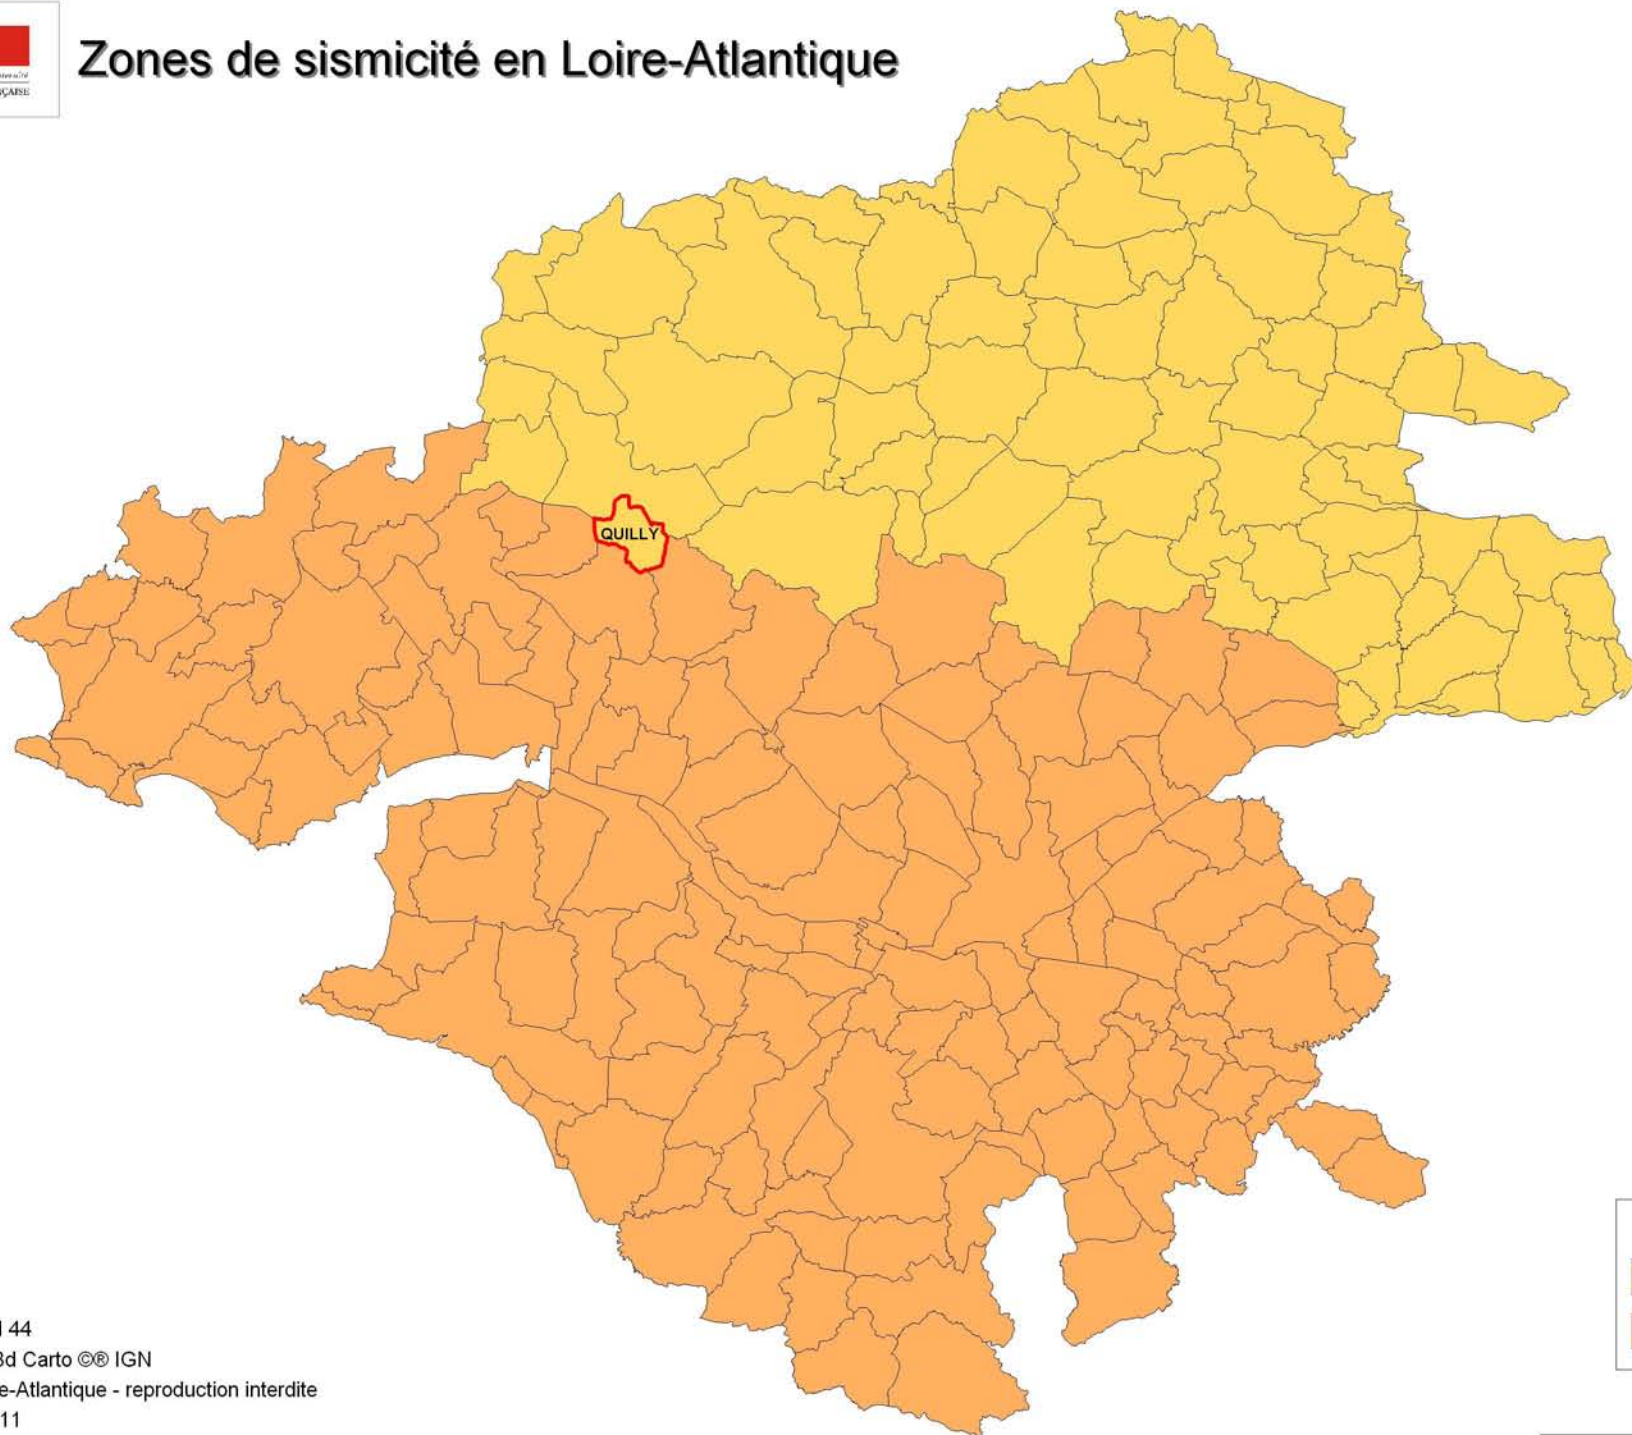 Zones de sismicité en Loire-Atlantique
QUILLY
44
3d Carto ©® IGN
e-Atlantique - reproduction interdite
11